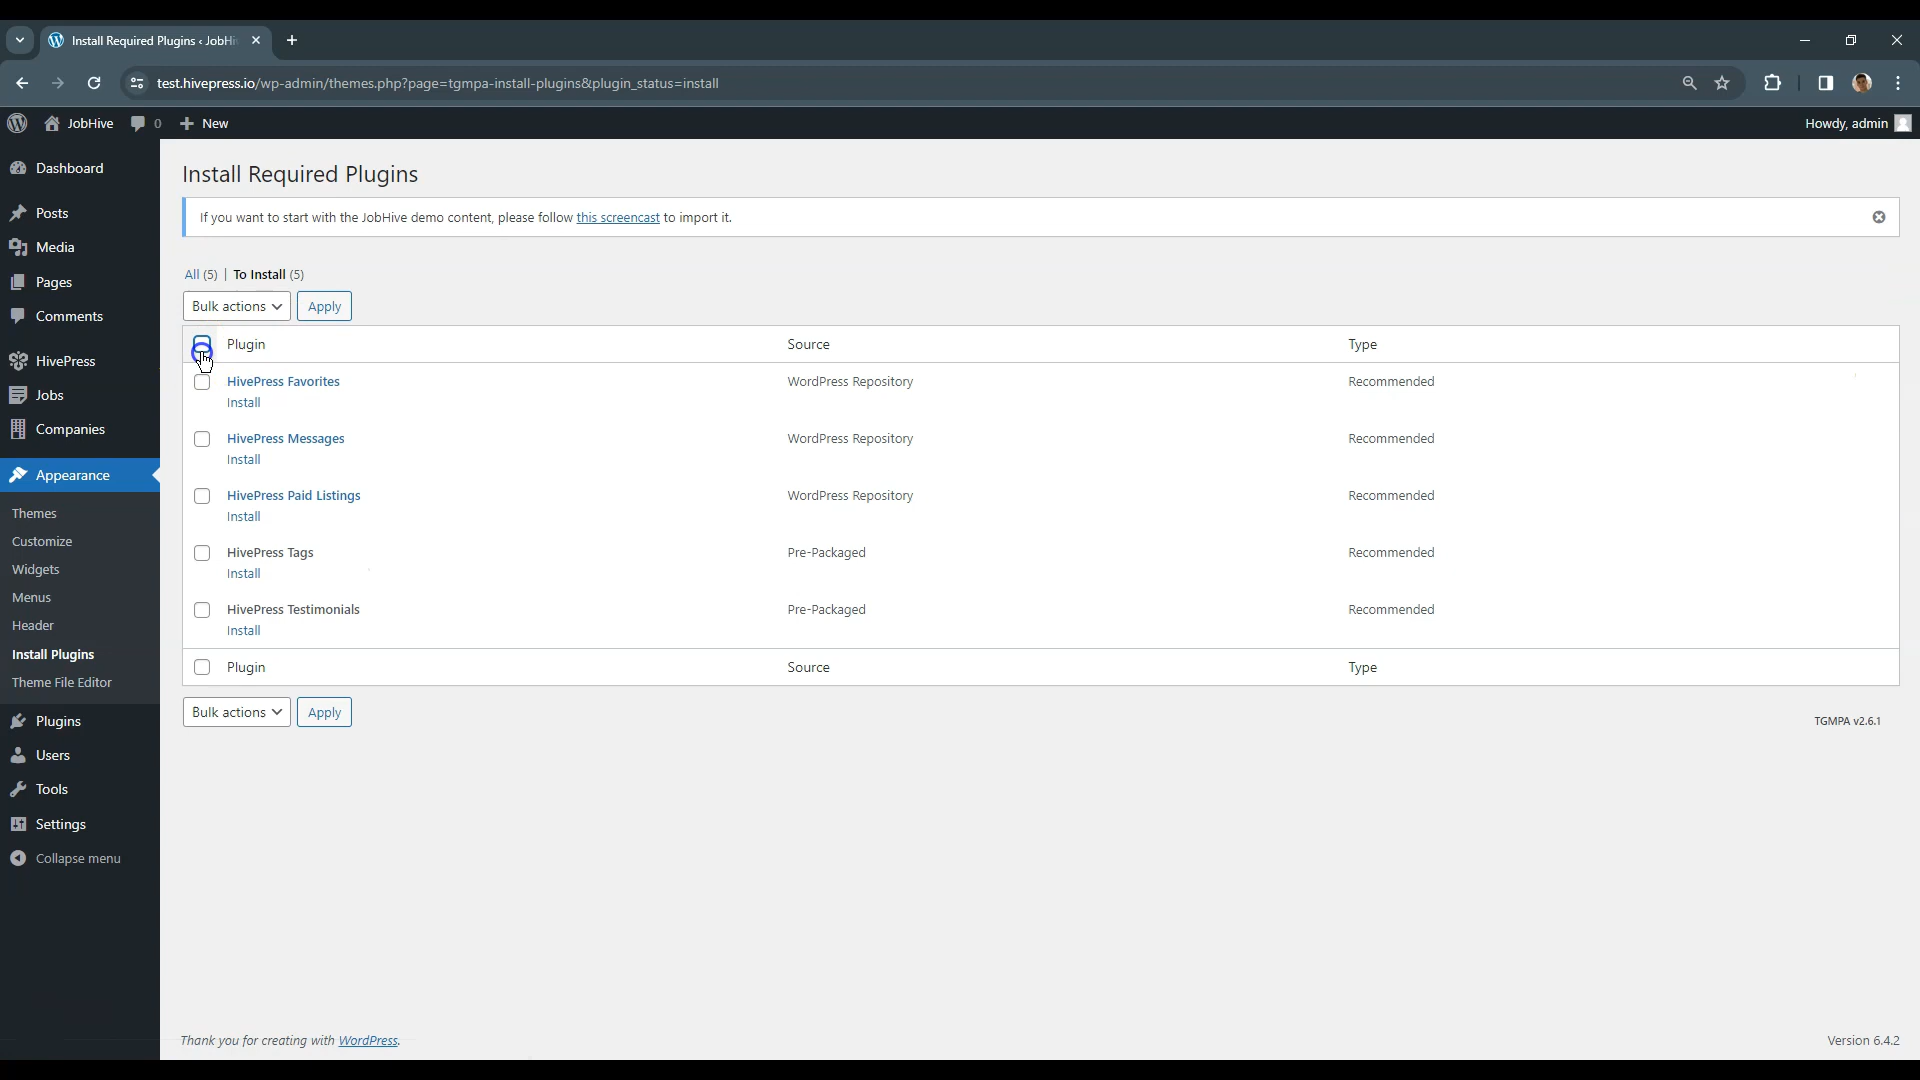 Install Required Plugins ‹ JobHi
test.hivepress.io/wp-admin/themes.php?page=tgmpa-install-plugins&plugin_status=install
JobHive 0 New Howdy, admin
Dashboard
Posts
Media
Pages
Comments
HivePress
Jobs
Companies
Appearance
Themes
Customize
Widgets
Menus
Header
Install Plugins
Theme File Editor
Plugins
Users
Tools
Settings
Collapse menu
Install Required Plugins
If you want to start with the JobHive demo content, please follow this screencast to import it.
All (5) | To Install (5)
Bulk actions Apply
Plugin Source Type
HivePress Favorites WordPress Repository Recommended
Install
HivePress Messages WordPress Repository Recommended
Install
HivePress Paid Listings WordPress Repository Recommended
Install
HivePress Tags Pre-Packaged Recommended
Install
HivePress Testimonials Pre-Packaged Recommended
Install
Plugin Source Type
Bulk actions Apply
TGMPA v2.6.1
Thank you for creating with WordPress. Version 6.4.2